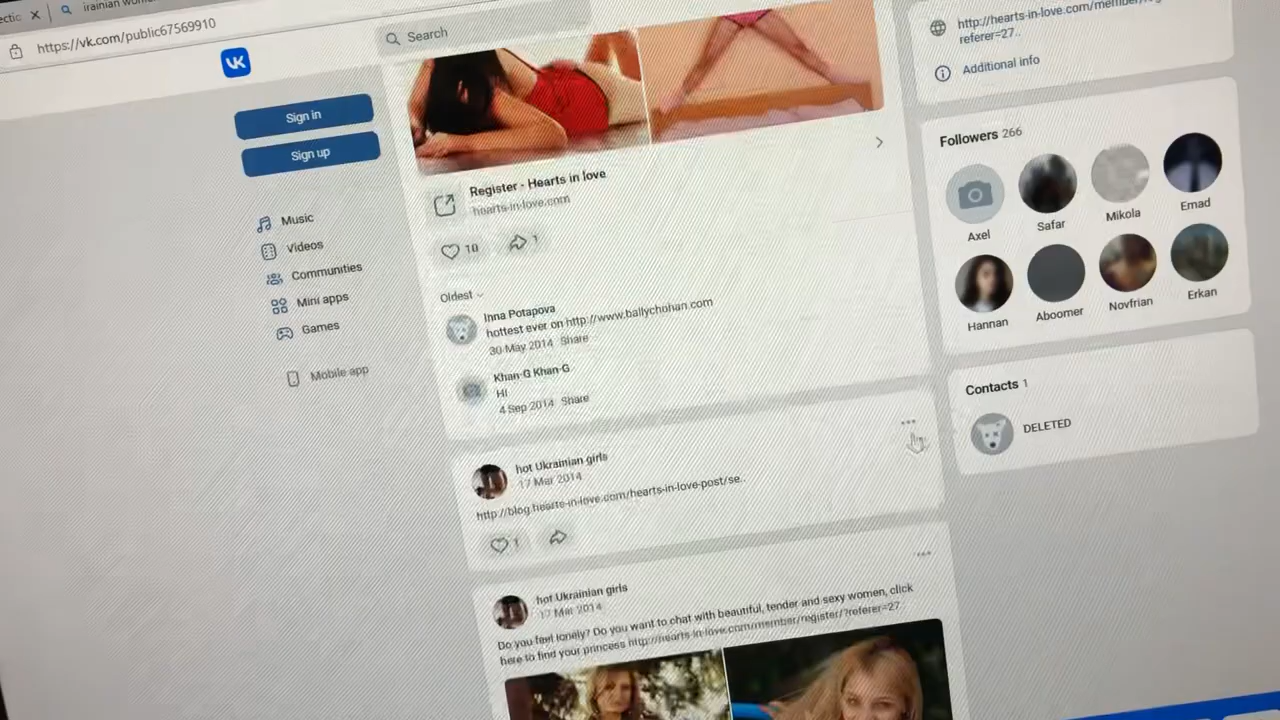 ectic
irainian wom
https://vk.com/public67569910
Search
Sign in
Sign up
Music
Videos
Communities
Mini apps
Games
Mobile app
Register - Hearts in love
hearts-in-love.com
10
1
Oldest
Inna Potapova
hottest ever on http://www.ballychohan.com
30 May 2014 Share
Khan-G Khan-G
Hi
4 Sep 2014 Share
hot Ukrainian girls
17 Mar 2014
http://blog.hearts-in-love.com/hearts-in-love-post/se..
1
hot Ukrainian girls
17 Mar 2014
Do you feel lonely? Do you want to chat with beautiful, tender and sexy women, click
here to find your princess http://hearts-in-love.com/member/register/?referer=27..
http://hearts-in-love.com/member/reg
referer=27..
Additional info
Followers 266
Axel
Safar
Mikola
Emad
Hannan
Aboomer
Novfrian
Erkan
Contacts 1
DELETED